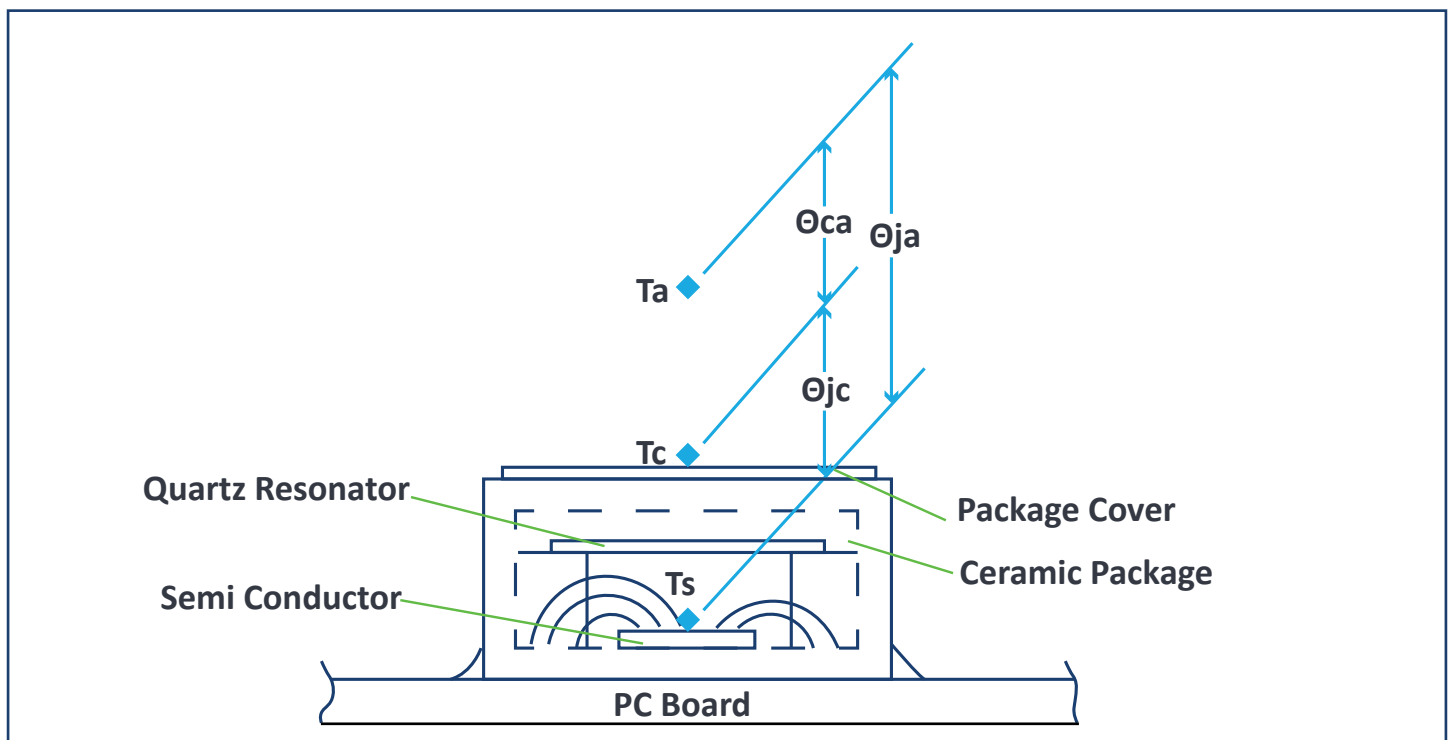 Θca
Θja
Ta
Θjc
Tc
Quartz Resonator
Package Cover
Ceramic Package
Ts
Semi Conductor
PC Board